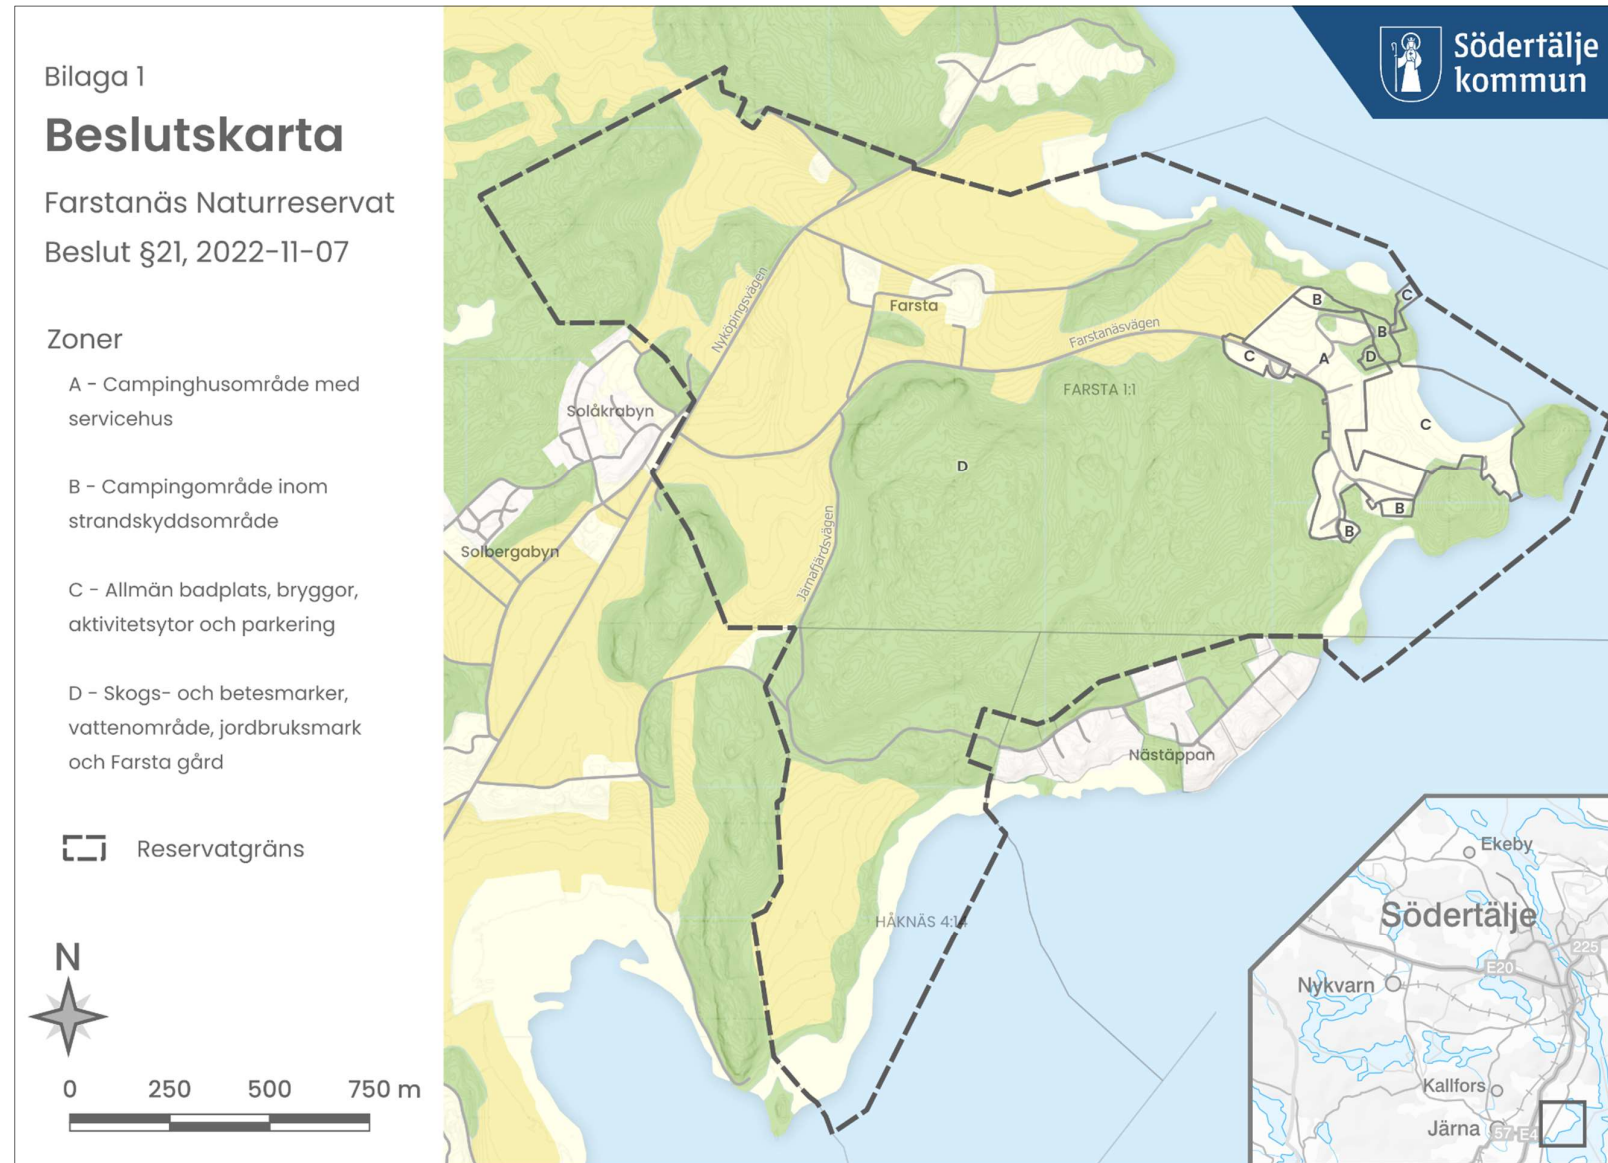 Bilaga 1
Beslutskarta
Farstanäs Naturreservat
Beslut §21, 2022-11-07
Zoner
A - Campinghusområde med
servicehus
B - Campingområde inom
strandskyddsområde
C - Allmän badplats, bryggor,
aktivitetsytor och parkering
D - Skogs- och betesmarker,
vattenområde, jordbruksmark
och Farsta gård
Reservatgräns
N
0 250 500 750 m
Södertälje
kommun
Nyköpingsvägen
Farsta
Farstanäsvägen
B
C
B
D
A
C
FARSTA 1:1
Solåkrabyn
C
D
B
B
Solbergabyn
Järnafjärdsvägen
Nästäppan
HÅKNÄS 4:14
Ekeby
Södertälje
225
E20
Nykvarn
Kallfors
Järna
57 E4